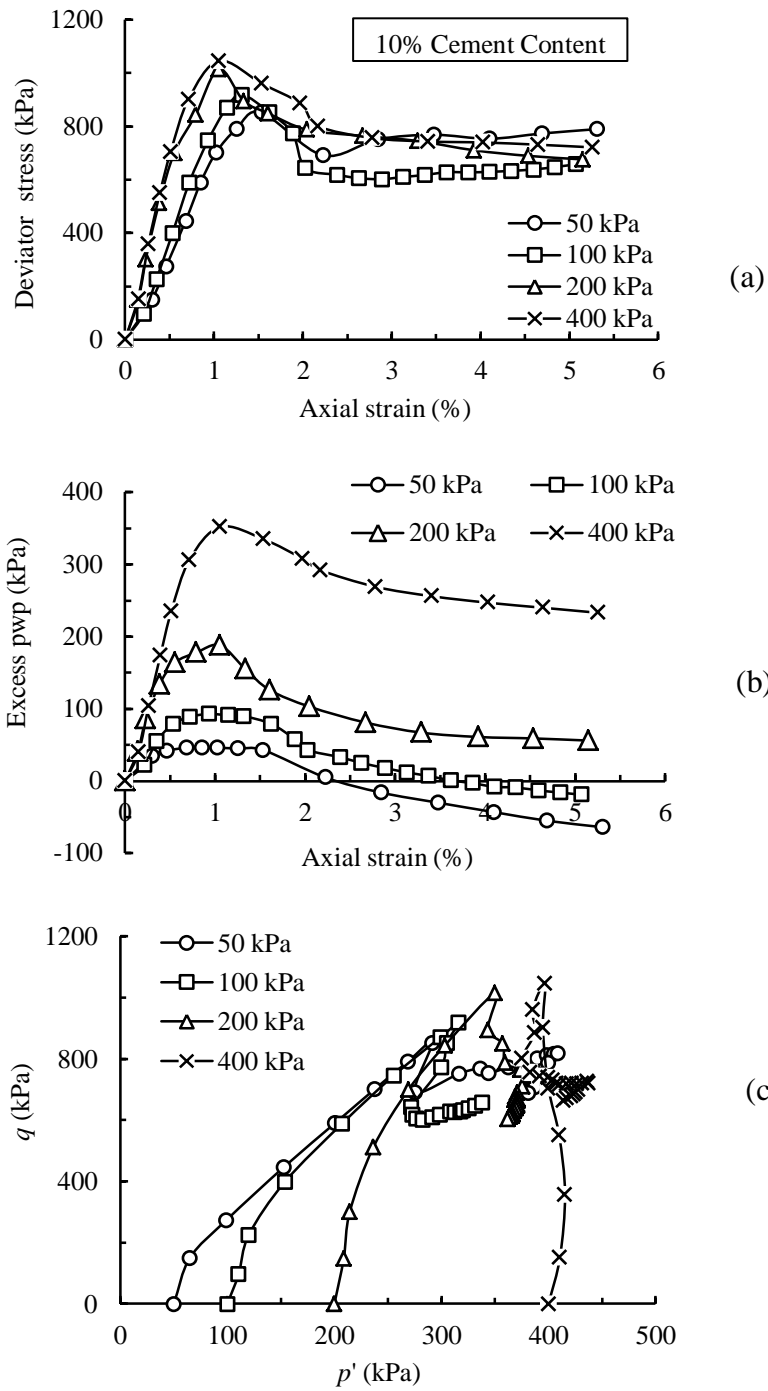 1200
10% Cement Content
800
400
0
Deviator stress (kPa)
50 kPa
100 kPa
200 kPa
400 kPa
0 1 2 3 4 5 6
Axial strain (%)
(a)
400
300
200
100
0
-100
Excess pwp (kPa)
50 kPa 100 kPa
200 kPa 400 kPa
0 1 2 3 4 5 6
Axial strain (%)
(b)
1200
800
400
0
q (kPa)
50 kPa
100 kPa
200 kPa
400 kPa
0 100 200 300 400 500
p' (kPa)
(c